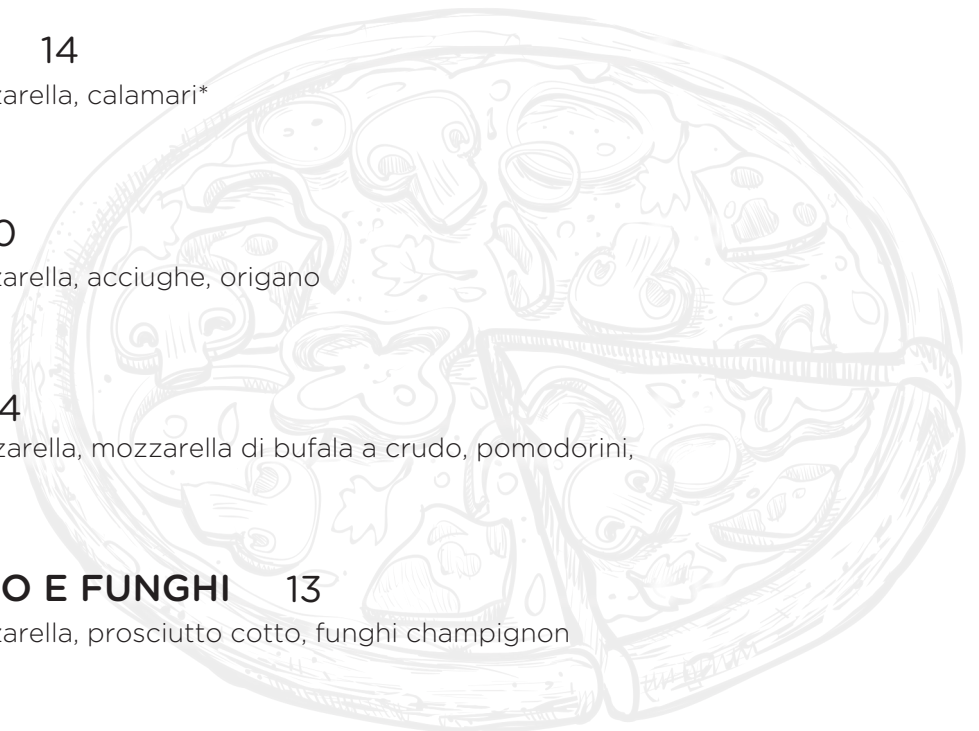 14
zarella, calamari*
0
zarella, acciughe, origano
4
zarella, mozzarella di bufala a crudo, pomodorini,
O E FUNGHI 13
zarella, prosciutto cotto, funghi champignon